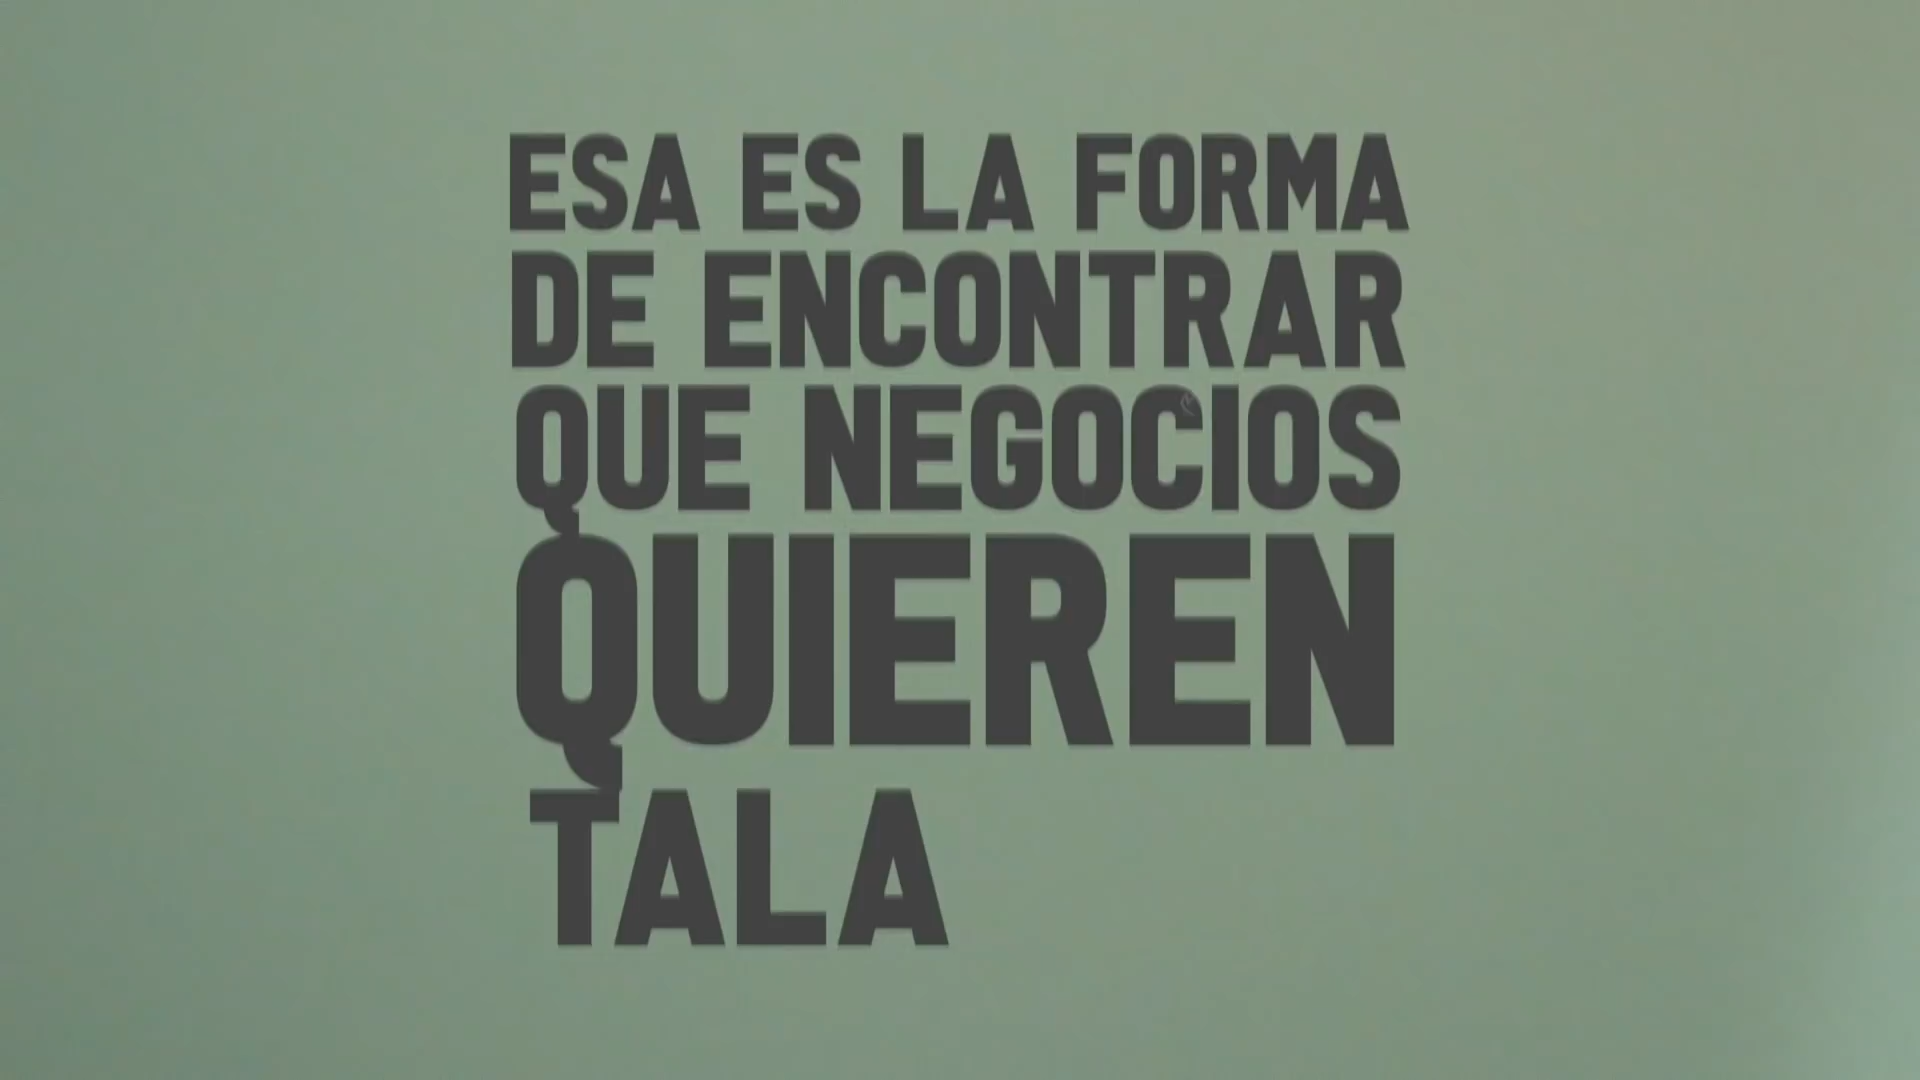 ESA ES LA FORMA
DE ENCONTRAR
QUE NEGOCIOS
QUIEREN
TALA